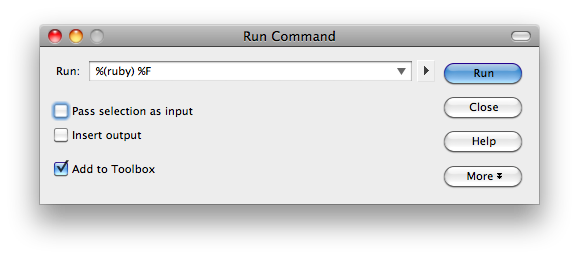 Run Command
Run: %(ruby) %F
Run
Pass selection as input
Close
Insert output
Help
Add to Toolbox
More